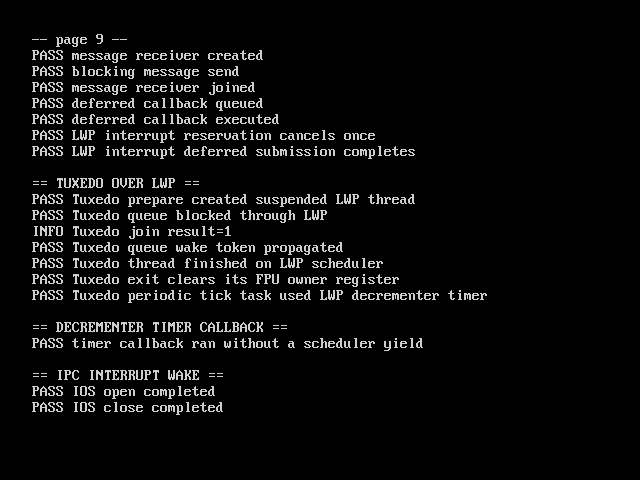 -- page 9 --
PASS message receiver created
PASS blocking message send
PASS message receiver joined
PASS deferred callback queued
PASS deferred callback executed
PASS LWP interrupt reservation cancels once
PASS LWP interrupt deferred submission completes
== TUXEDO OVER LWP ==
PASS Tuxedo prepare created suspended LWP thread
PASS Tuxedo queue blocked through LWP
INFO Tuxedo join result=1
PASS Tuxedo queue wake token propagated
PASS Tuxedo thread finished on LWP scheduler
PASS Tuxedo exit clears its FPU owner register
PASS Tuxedo periodic tick task used LWP decrementer timer
== DECREMENTER TIMER CALLBACK ==
PASS timer callback ran without a scheduler yield
== IPC INTERRUPT WAKE ==
PASS IOS open completed
PASS IOS close completed